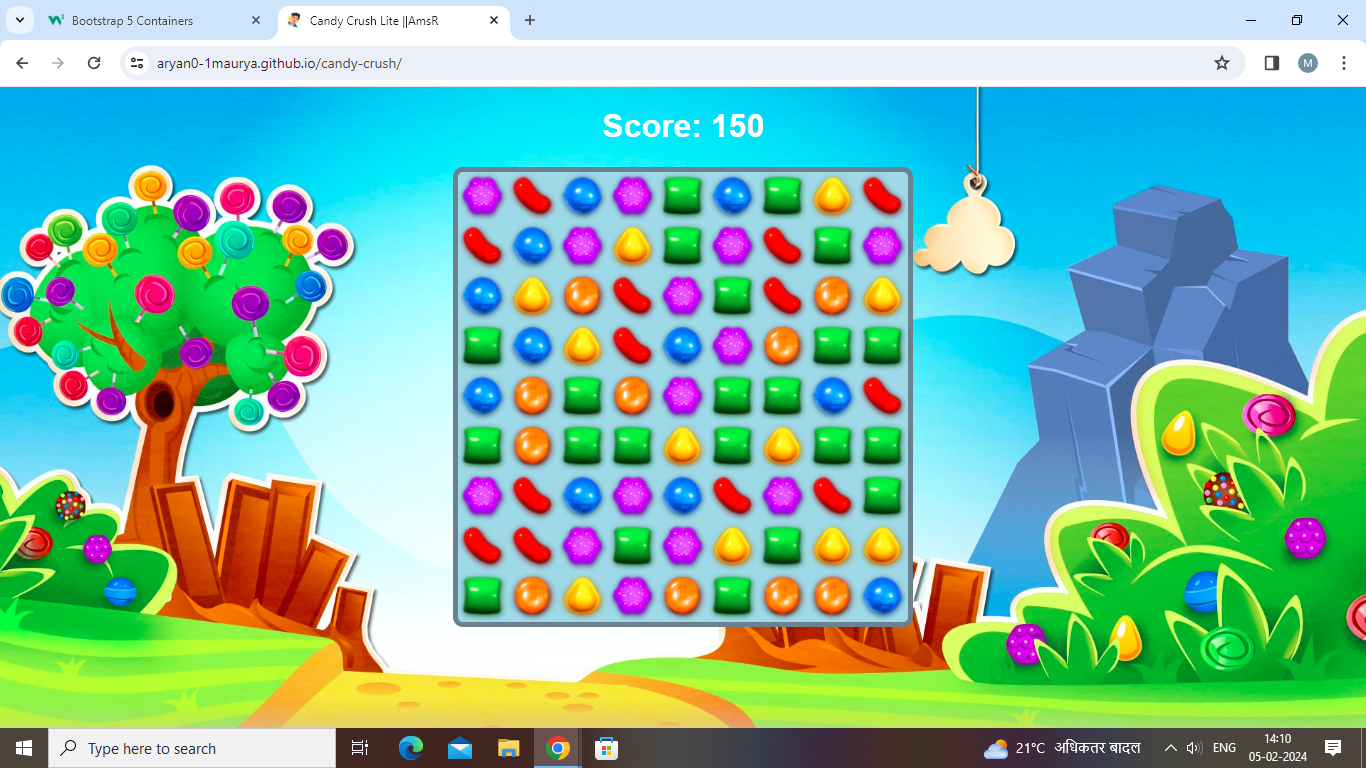 Bootstrap 5 Containers
Candy Crush Lite ||AmsR
aryan0-1maurya.github.io/candy-crush/
M
Score: 150
Type here to search
21°C अधिकतर बादल
ENG
14:10
05-02-2024